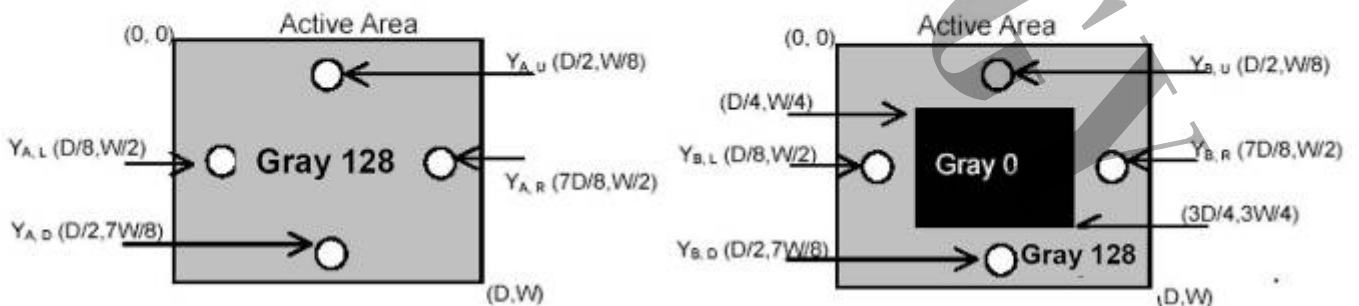 Active Area
(0, 0)
Y_A, U (D/2,W/8)
Y_A, L (D/8,W/2)
Gray 128
Y_A, R (7D/8,W/2)
Y_A, D (D/2,7W/8)
(D,W)
Active Area
(0, 0)
Y_B, U (D/2,W/8)
(D/4,W/4)
Y_B, L (D/8,W/2)
Gray 0
Y_B, R (7D/8,W/2)
(3D/4,3W/4)
Y_B, D (D/2,7W/8)
Gray 128
(D,W)